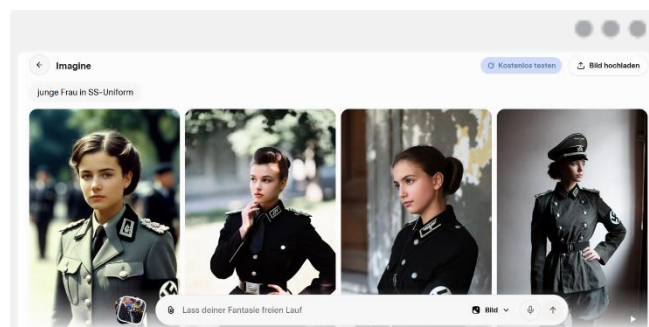 Imagine
Kostenlos testen
Bild hochladen
junge Frau in SS-Uniform
Lass deiner Fantasie freien Lauf
Bild